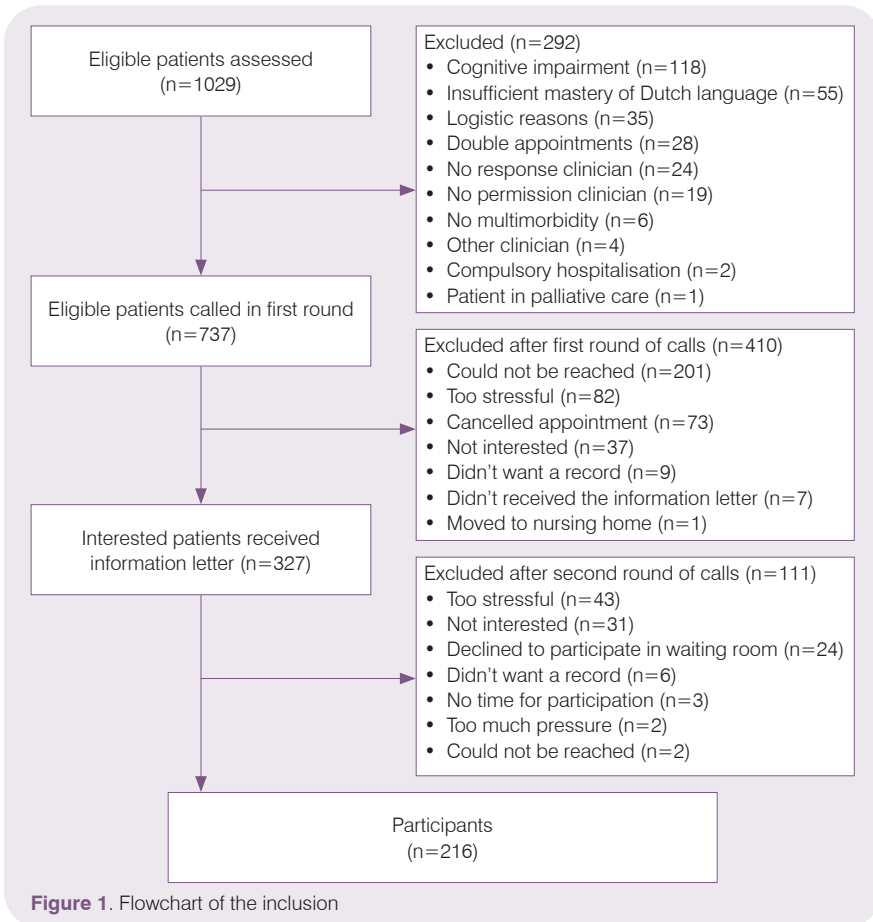 Eligible patients assessed
(n=1029)
Excluded (n=292)
• Cognitive impairment (n=118)
• Insufficient mastery of Dutch language (n=55)
• Logistic reasons (n=35)
• Double appointments (n=28)
• No response clinician (n=24)
• No permission clinician (n=19)
• No multimorbidity (n=6)
• Other clinician (n=4)
• Compulsory hospitalisation (n=2)
• Patient in palliative care (n=1)
Eligible patients called in first round
(n=737)
Excluded after first round of calls (n=410)
• Could not be reached (n=201)
• Too stressful (n=82)
• Cancelled appointment (n=73)
• Not interested (n=37)
• Didn't want a record (n=9)
• Didn't received the information letter (n=7)
• Moved to nursing home (n=1)
Interested patients received
information letter (n=327)
Excluded after second round of calls (n=111)
• Too stressful (n=43)
• Not interested (n=31)
• Declined to participate in waiting room (n=24)
• Didn't want a record (n=6)
• No time for participation (n=3)
• Too much pressure (n=2)
• Could not be reached (n=2)
Participants
(n=216)
Figure 1. Flowchart of the inclusion